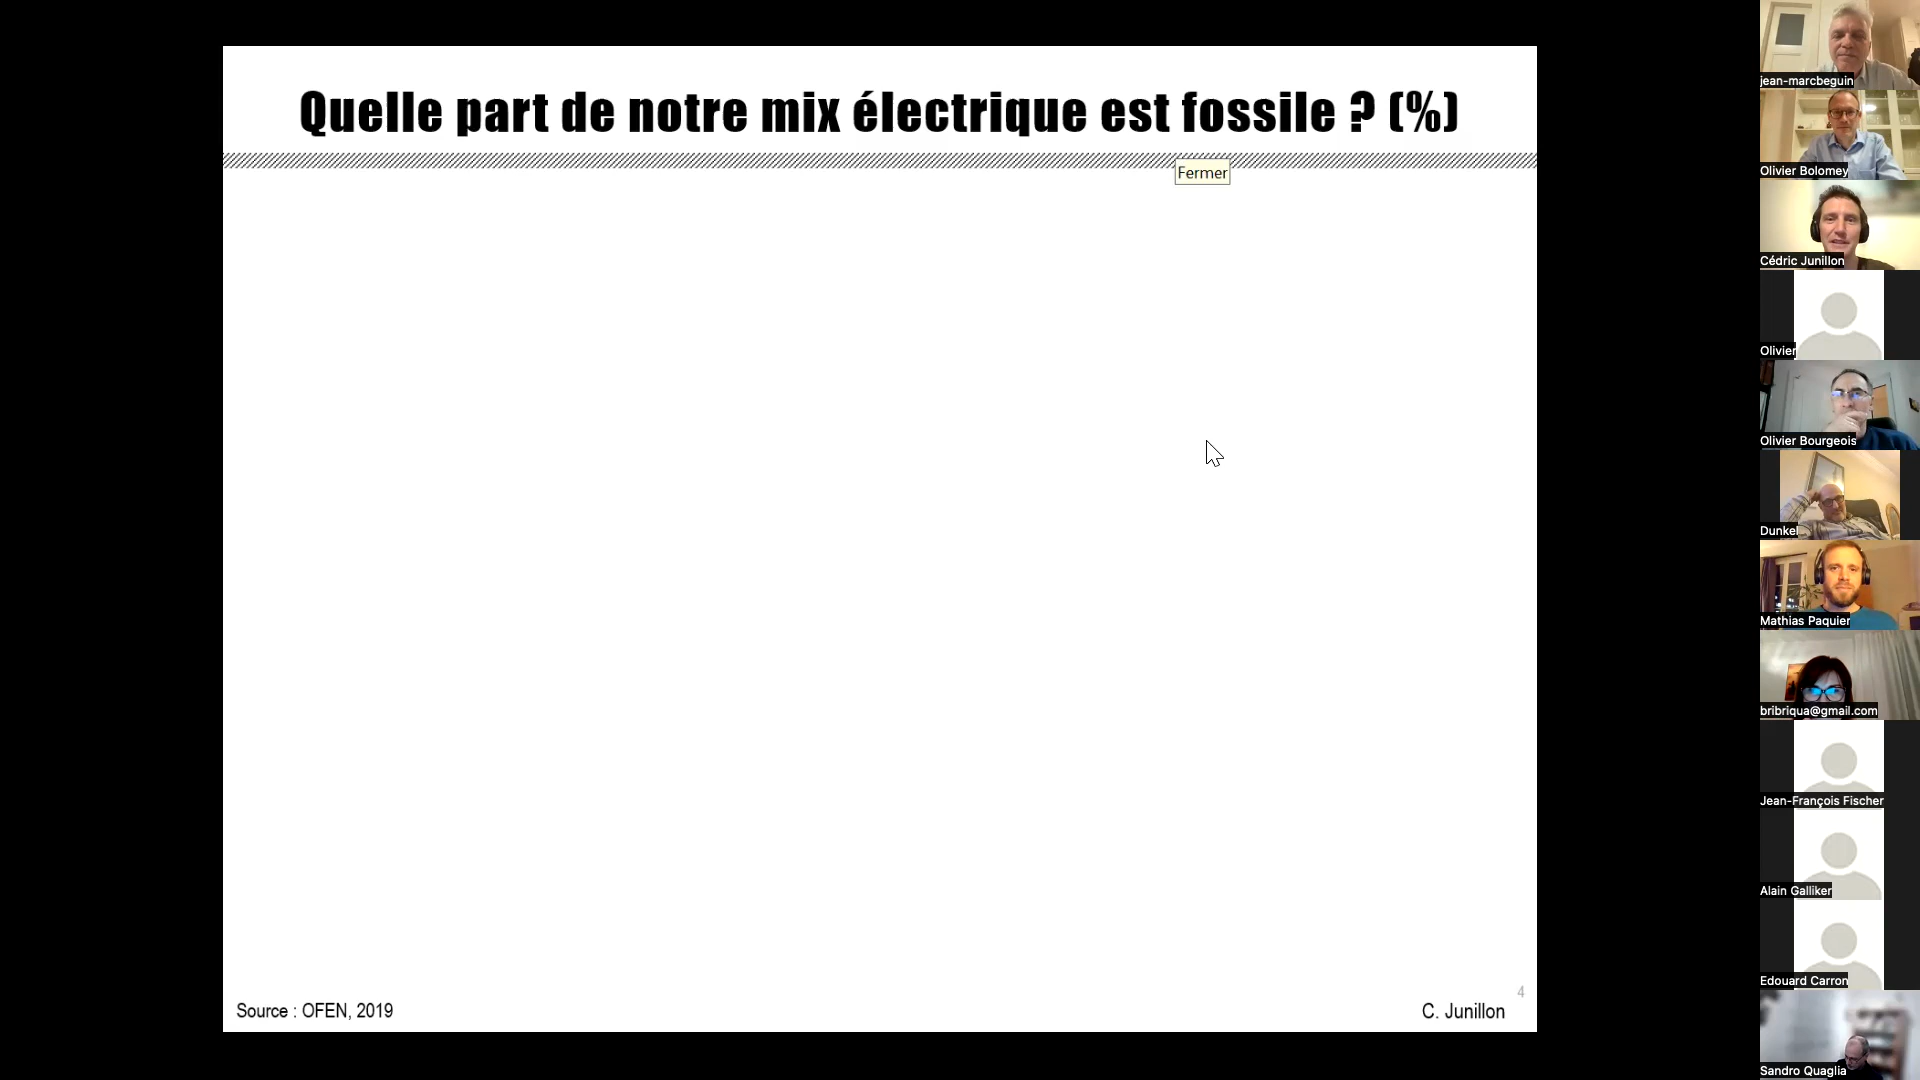 Quelle part de notre mix électrique est fossile ? (%)
Fermer
4
Source : OFEN, 2019
C. Junillon
jean-marcbeguin
Olivier Bolomey
Cédric Junillon
Olivier
Olivier Bourgeois
Dunkel
Mathias Paquier
bribriqua@gmail.com
Jean-François Fischer
Alain Galliker
Edouard Carron
Sandro Quaglia